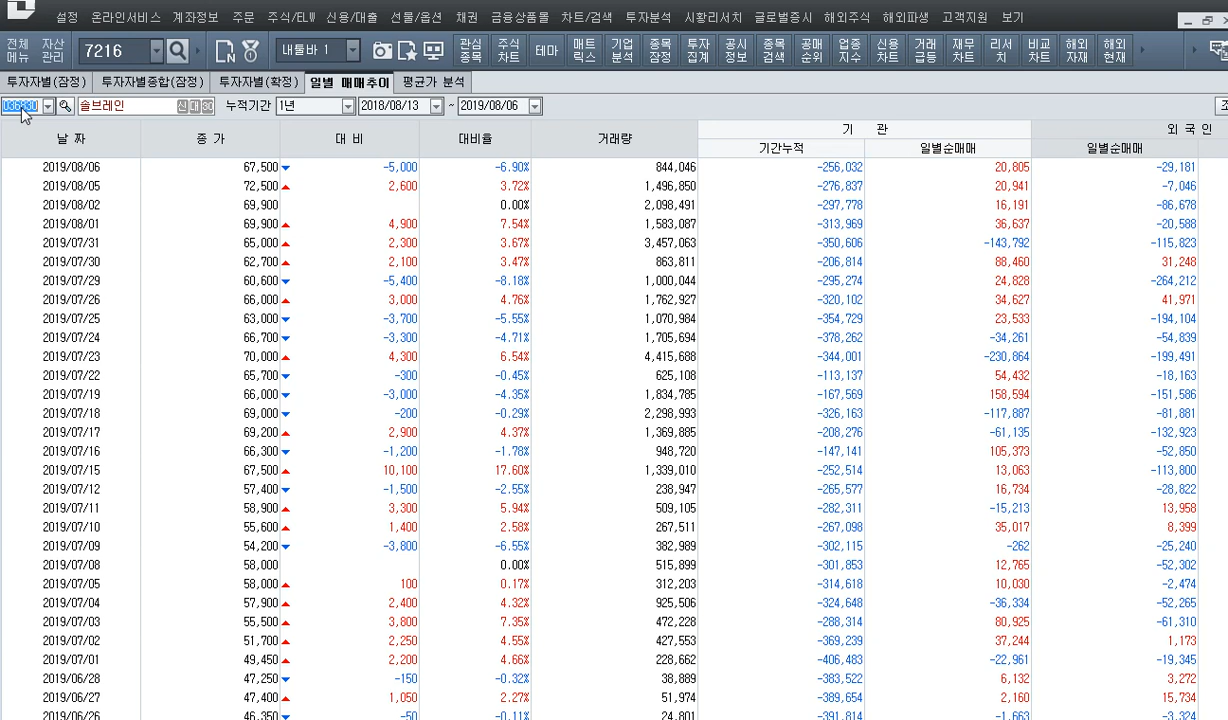 설정 온라인서비스 계좌정보 주문 주식/ELW 신용/대출 선물/옵션 채권 금융상품몰 차트/검색 투자분석 시황리서치 글로벌증시 해외주식 해외파생 고객지원 보기
전체메뉴 자산관리 7216 내툴바 1 관심종목 주식차트 테마 매트릭스 기업분석 종목잠정 투자집계 공시정보 종목검색 공매순위 업종지수 신용차트 거래급등 재무차트 리서치 비교차트 해외자재 해외현재
투자자별(잠정) 투자자별종합(잠정) 투자자별(확정) 일별 매매추이 평균가 분석
솔브레인 신 대 30 누적기간 1년 2018/08/13 ~ 2019/08/06
날 짜 종 가 대 비 대비율 거래량 기 관 외 국 인
기간누적 일별순매매 일별순매매
2019/08/06 67,500 -5,000 -6.90% 844,046 -256,032 20,805 -29,181
2019/08/05 72,500 2,600 3.72% 1,496,850 -276,837 20,941 -7,046
2019/08/02 69,900 0.00% 2,098,491 -297,778 16,191 -86,678
2019/08/01 69,900 4,900 7.54% 1,583,087 -313,969 36,637 -20,588
2019/07/31 65,000 2,300 3.67% 3,457,063 -350,606 -143,792 -115,823
2019/07/30 62,700 2,100 3.47% 863,811 -206,814 88,460 31,248
2019/07/29 60,600 -5,400 -8.18% 1,000,044 -295,274 24,828 -264,212
2019/07/26 66,000 3,000 4.76% 1,762,927 -320,102 34,627 41,971
2019/07/25 63,000 -3,700 -5.55% 1,070,984 -354,729 23,533 -194,104
2019/07/24 66,700 -3,300 -4.71% 1,705,694 -378,262 -34,261 -54,839
2019/07/23 70,000 4,300 6.54% 4,415,688 -344,001 -230,864 -199,491
2019/07/22 65,700 -300 -0.45% 625,108 -113,137 54,432 -18,163
2019/07/19 66,000 -3,000 -4.35% 1,834,785 -167,569 158,594 -151,586
2019/07/18 69,000 -200 -0.29% 2,298,993 -326,163 -117,887 -81,881
2019/07/17 69,200 2,900 4.37% 1,369,885 -208,276 -61,135 -132,923
2019/07/16 66,300 -1,200 -1.78% 948,720 -147,141 105,373 -52,850
2019/07/15 67,500 10,100 17.60% 1,339,010 -252,514 13,063 -113,800
2019/07/12 57,400 -1,500 -2.55% 238,947 -265,577 16,734 -28,822
2019/07/11 58,900 3,300 5.94% 509,105 -282,311 -15,213 13,958
2019/07/10 55,600 1,400 2.58% 267,511 -267,098 35,017 8,399
2019/07/09 54,200 -3,800 -6.55% 382,989 -302,115 -262 -25,240
2019/07/08 58,000 0.00% 515,899 -301,853 12,765 -52,302
2019/07/05 58,000 100 0.17% 312,203 -314,618 10,030 -2,474
2019/07/04 57,900 2,400 4.32% 925,506 -324,648 -36,334 -52,265
2019/07/03 55,500 3,800 7.35% 472,228 -288,314 80,925 -61,310
2019/07/02 51,700 2,250 4.55% 427,553 -369,239 37,244 1,173
2019/07/01 49,450 2,200 4.66% 228,662 -406,483 -22,961 -19,345
2019/06/28 47,250 -150 -0.32% 38,889 -383,522 6,132 3,272
2019/06/27 47,400 1,050 2.27% 51,974 -389,654 2,160 15,734
2019/06/26 46,350 -50 -0.11% 24,801 -391,814 -1,663 -3,324